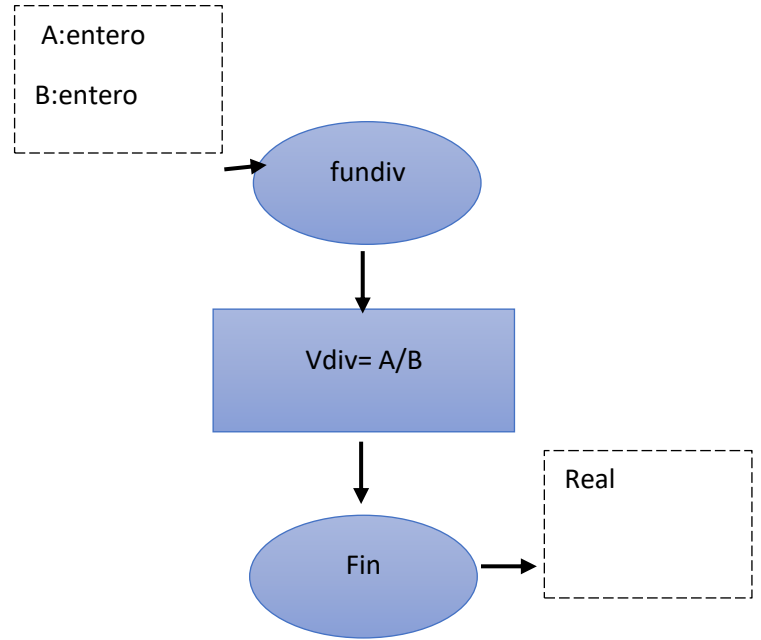 A:entero
B:entero
fundiv
Vdiv= A/B
Real
Fin